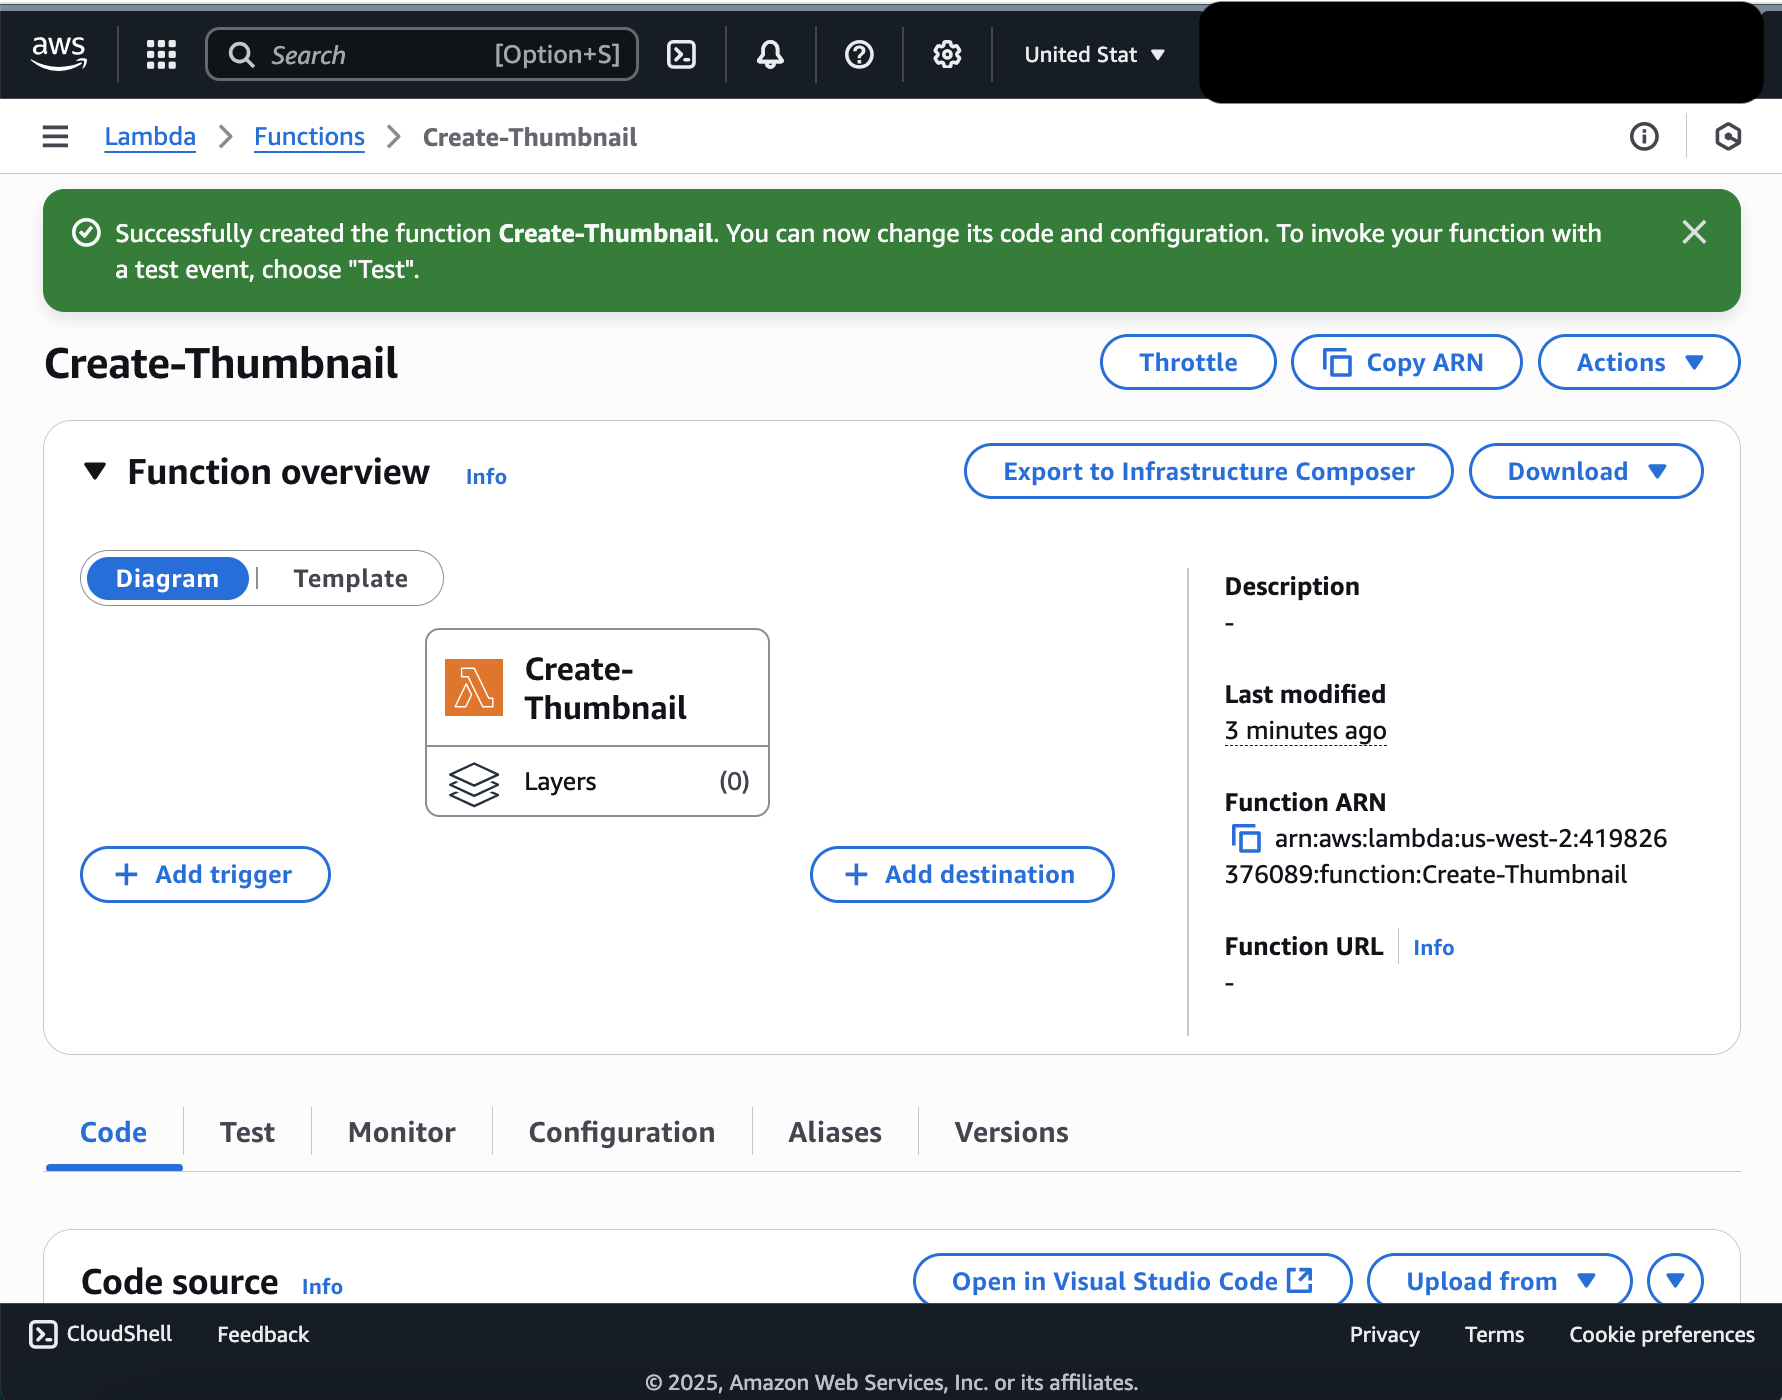 aws
Search [Option+S]
United Stat
Lambda Functions Create-Thumbnail
Successfully created the function Create-Thumbnail. You can now change its code and configuration. To invoke your function with
a test event, choose "Test".
Create-Thumbnail
Throttle Copy ARN Actions
Function overview Info
Export to Infrastructure Composer Download
Diagram | Template
Create-
Thumbnail
Layers (0)
Add trigger
Add destination
Description
-
Last modified
3 minutes ago
Function ARN
arn:aws:lambda:us-west-2:419826
376089:function:Create-Thumbnail
Function URL Info
-
Code Test Monitor Configuration Aliases Versions
Code source Info
Open in Visual Studio Code Upload from
CloudShell Feedback Privacy Terms Cookie preferences
© 2025, Amazon Web Services, Inc. or its affiliates.